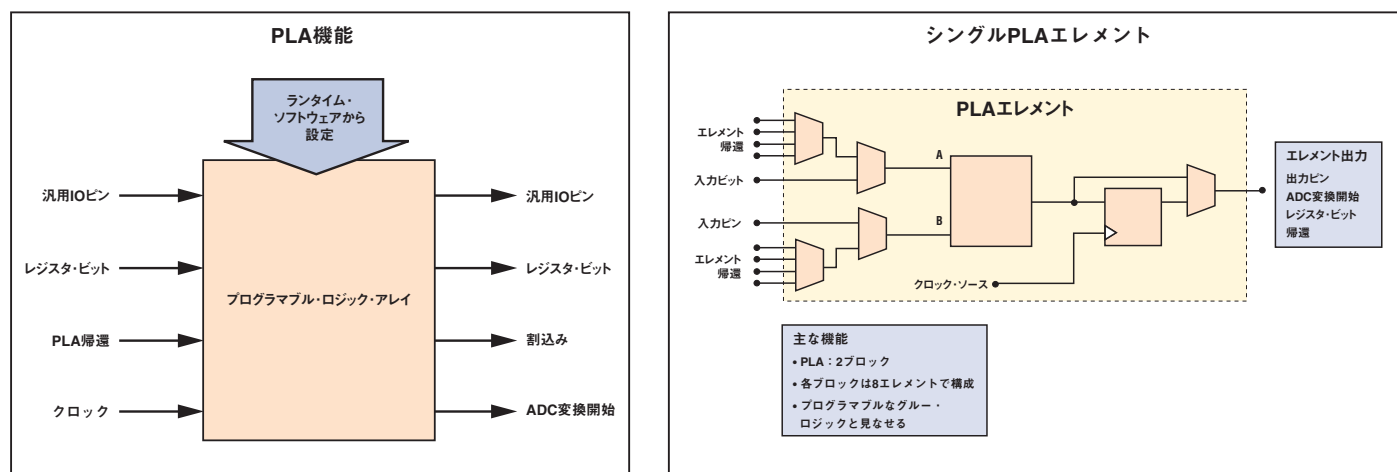 PLA機能
ランタイム・
ソフトウェアから
設定
汎用IOピン
レジスタ・ビット
PLA帰還
クロック
プログラマブル・ロジック・アレイ
汎用IOピン
レジスタ・ビット
割込み
ADC変換開始
シングルPLAエレメント
PLAエレメント
エレメント
帰還
入力ビット
入力ピン
エレメント
帰還
A
B
クロック・ソース
エレメント出力
出力ピン
ADC変換開始
レジスタ・ビット
帰還
主な機能
• PLA：2ブロック
• 各ブロックは8エレメントで構成
• プログラマブルなグルー・
ロジックと見なせる